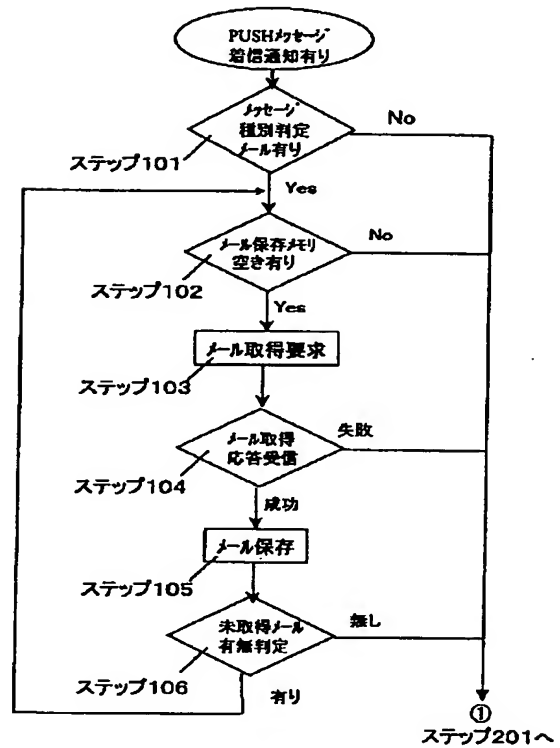 PUSHメッセージ
着信通知有り
メッセージ
種別判定
メール有り
No
ステップ101
Yes
メール保存メモリ
空き有り
No
ステップ102
Yes
メール取得要求
ステップ103
メール取得
応答受信
失敗
ステップ104
成功
メール保存
ステップ105
未取得メール
有無判定
無し
ステップ106
有り
①
ステップ201へ